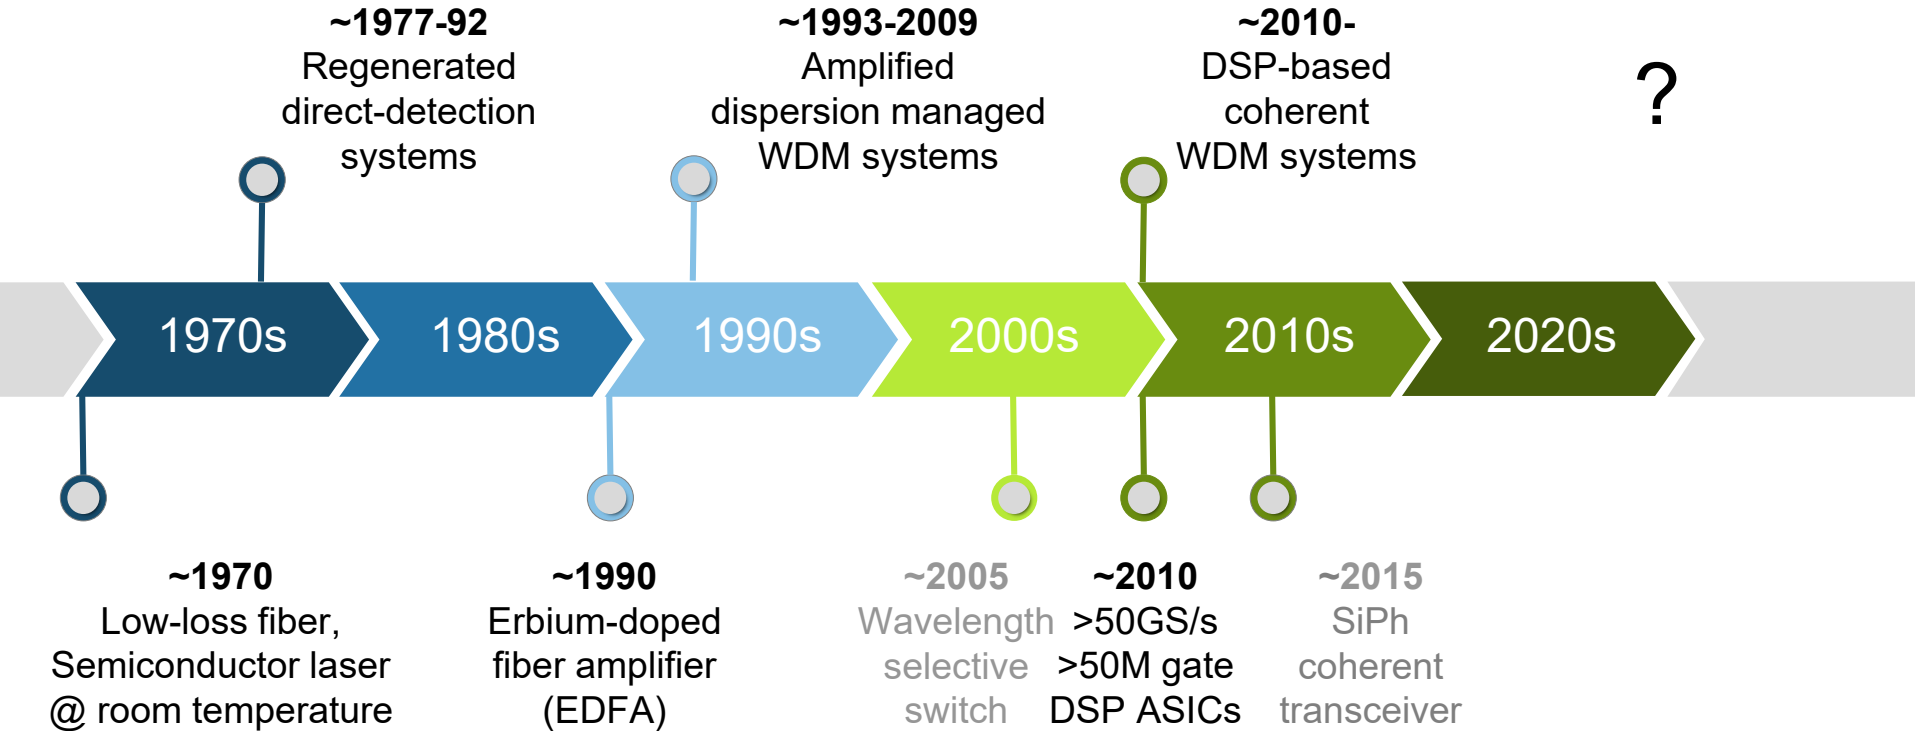 ~1977-92
Regenerated
direct-detection
systems
~1993-2009
Amplified
dispersion managed
WDM systems
~2010-
DSP-based
coherent
WDM systems
?
1970s
1980s
1990s
2000s
2010s
2020s
~1970
Low-loss fiber,
Semiconductor laser
@ room temperature
~1990
Erbium-doped
fiber amplifier
(EDFA)
~2005
Wavelength
selective
switch
~2010
>50GS/s
>50M gate
DSP ASICs
~2015
SiPh
coherent
transceiver